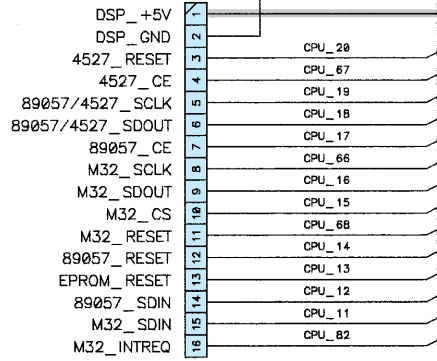 DSP_+5V 1
DSP_GND 2
4527_RESET 3 CPU_20
4527_CE 4 CPU_67
89057/4527_SCLK 5 CPU_19
89057/4527_SDOUT 6 CPU_18
89057_CE 7 CPU_17
M32_SCLK 8 CPU_66
M32_SDOUT 9 CPU_16
M32_CS 10 CPU_15
M32_RESET 11 CPU_68
89057_RESET 12 CPU_14
EPROM_RESET 13 CPU_13
89057_SDIN 14 CPU_12
M32_SDIN 15 CPU_11
M32_INTREQ 16 CPU_82